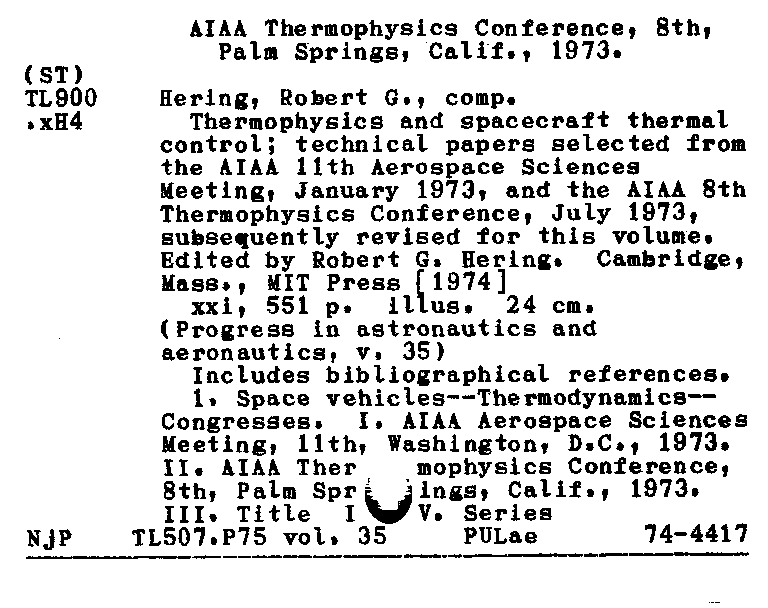 AIAA Thermophysics Conference, 8th,
Palm Springs, Calif., 1973.
(ST)
TL900 Hering, Robert G., comp.
.xH4 Thermophysics and spacecraft thermal
control; technical papers selected from
the AIAA 11th Aerospace Sciences
Meeting, January 1973, and the AIAA 8th
Thermophysics Conference, July 1973,
subsequently revised for this volume.
Edited by Robert G. Hering. Cambridge,
Mass., MIT Press [1974]
xxi, 551 p. illus. 24 cm.
(Progress in astronautics and
aeronautics, v. 35)
Includes bibliographical references.
1. Space vehicles--Thermodynamics--
Congresses. I. AIAA Aerospace Sciences
Meeting, 11th, Washington, D.C., 1973.
II. AIAA Ther mophysics Conference,
8th, Palm Spr ings, Calif., 1973.
III. Title I V. Series
NjP TL507.P75 vol. 35 PULae 74-4417